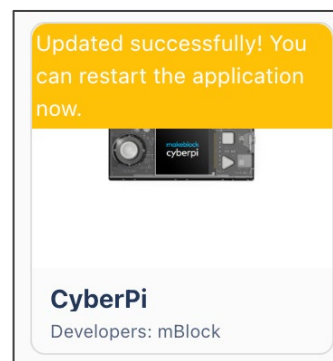 Updated successfully! You
can restart the application
now.
makeblock
cyberpi
CyberPi
Developers: mBlock